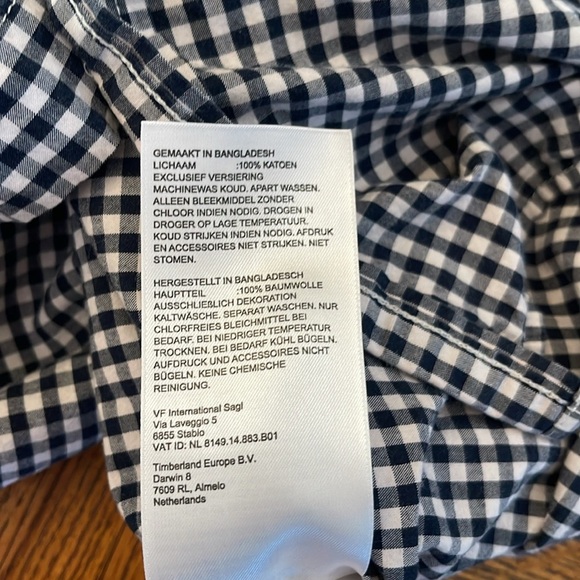 GEMAAKT IN BANGLADESH
LICHAAM :100% KATOEN
EXCLUSIEF VERSIERING
MACHINEWAS KOUD. APART WASSEN.
ALLEEN BLEEKMIDDEL ZONDER
CHLOOR INDIEN NODIG. DROGEN IN
DROGER OP LAGE TEMPERATUUR.
KOUD STRIJKEN INDIEN NODIG. AFDRUK
EN ACCESSOIRES NIET STRIJKEN. NIET
STOMEN.
HERGESTELLT IN BANGLADESCH
HAUPTTEIL :100% BAUMWOLLE
AUSSCHLIEßLICH DEKORATION
KALTWÄSCHE. SEPARAT WASCHEN. NUR
CHLORFREIES BLEICHMITTEL BEI
BEDARF. BEI NIEDRIGER TEMPERATUR
TROCKNEN. BEI BEDARF KÜHL BÜGELN.
AUFDRUCK UND ACCESSOIRES NICHT
BÜGELN. KEINE CHEMISCHE
REINIGUNG.
VF International Sagl
Via Laveggio 5
6855 Stabio
VAT ID: NL 8149.14.883.B01
Timberland Europe B.V.
Darwin 8
7609 RL, Almelo
Netherlands